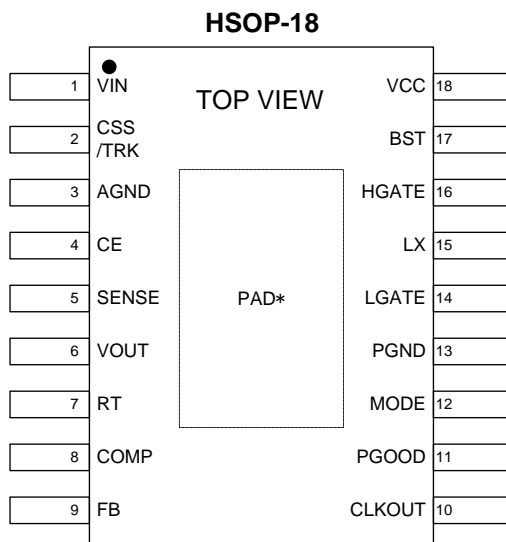 HSOP-18
TOP VIEW
1 VIN
2 CSS
/TRK
3 AGND
4 CE
5 SENSE
6 VOUT
7 RT
8 COMP
9 FB
PAD*
VCC 18
BST 17
HGATE 16
LX 15
LGATE 14
PGND 13
MODE 12
PGOOD 11
CLKOUT 10